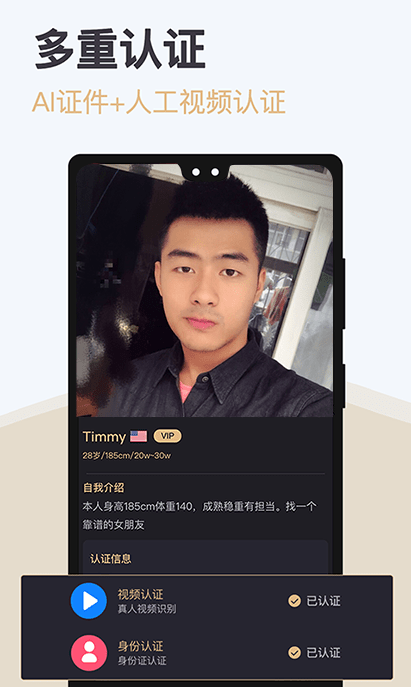 多重认证
AI证件+人工视频认证
Timmy VIP
28岁/185cm/20w~30w
自我介绍
本人身高185cm体重140，成熟稳重有担当。找一个
靠谱的女朋友
认证信息
视频认证
真人视频识别
已认证
身份认证
身份证认证
已认证